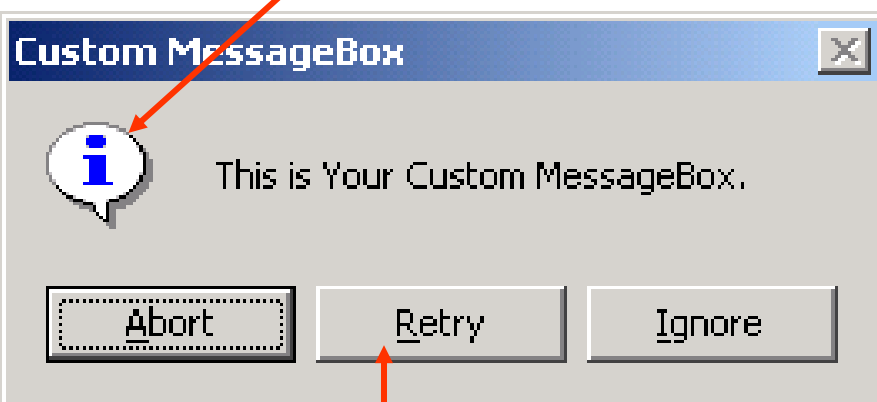 Custom MessageBox
i
This is Your Custom MessageBox.
Abort Retry Ignore